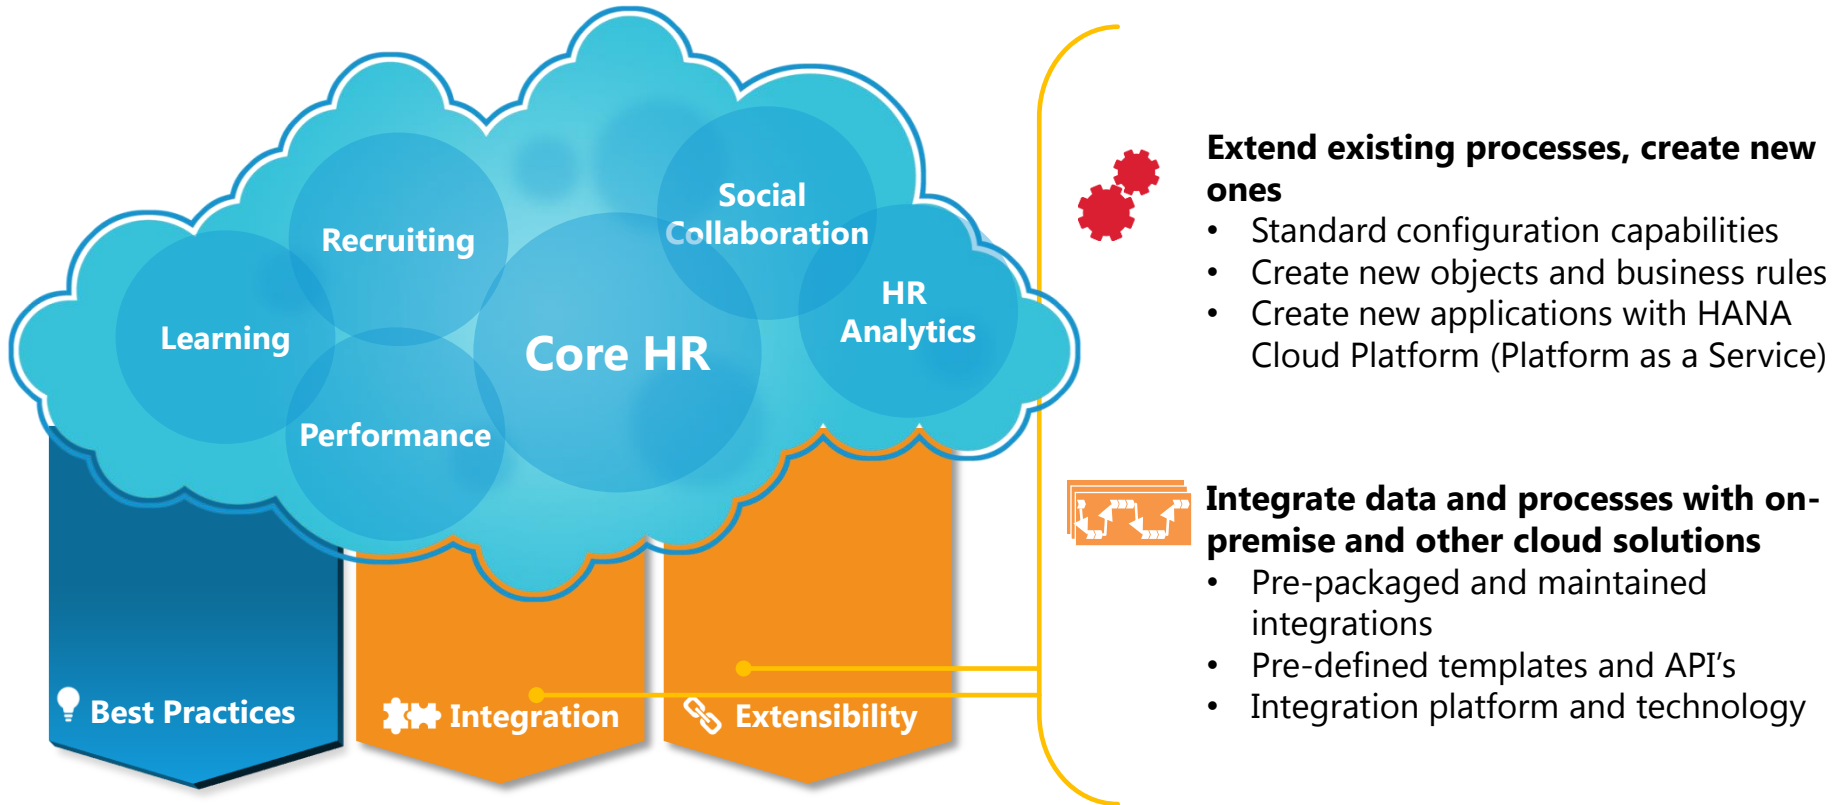 Social
Collaboration
Recruiting
HR
Analytics
Learning
Core HR
Performance
Best Practices
Integration
Extensibility
Extend existing processes, create new
ones
• Standard configuration capabilities
• Create new objects and business rules
• Create new applications with HANA
Cloud Platform (Platform as a Service)
Integrate data and processes with on-
premise and other cloud solutions
• Pre-packaged and maintained
integrations
• Pre-defined templates and API’s
• Integration platform and technology